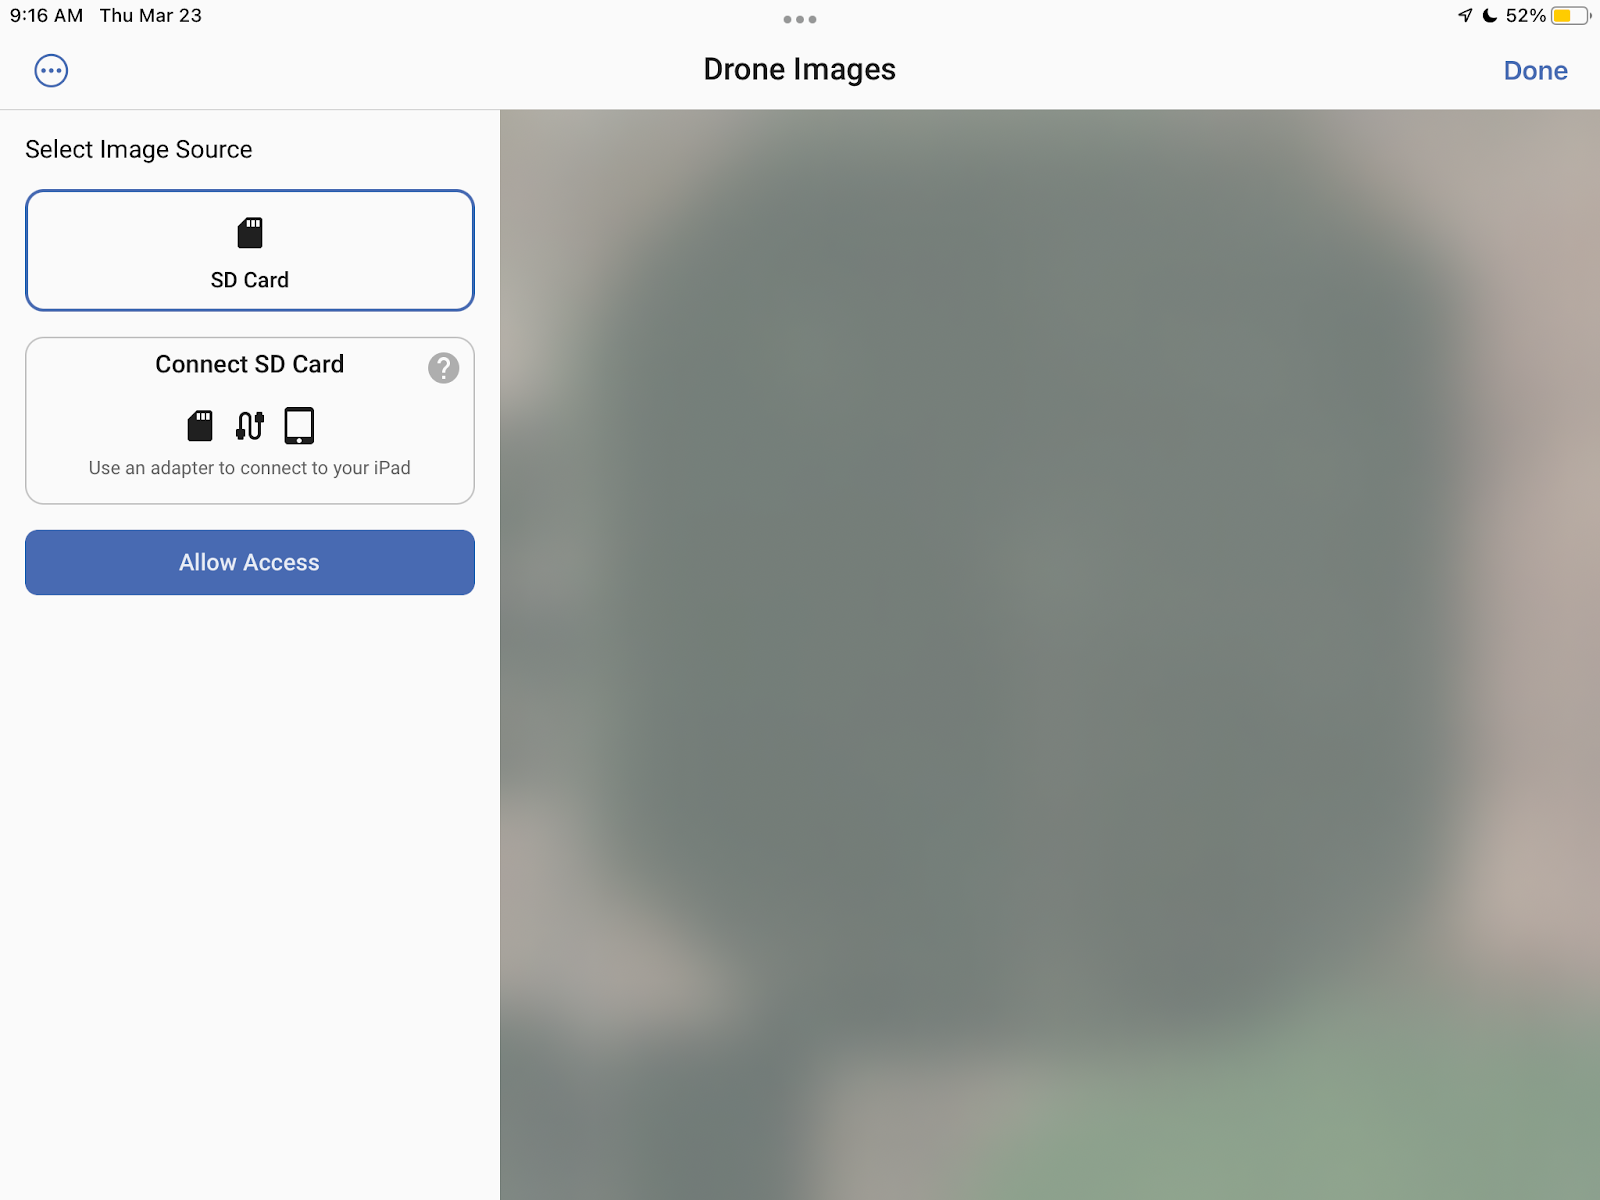 9:16 AM Thu Mar 23
52%
Drone Images
Done
Select Image Source
SD Card
Connect SD Card
?
Use an adapter to connect to your iPad
Allow Access